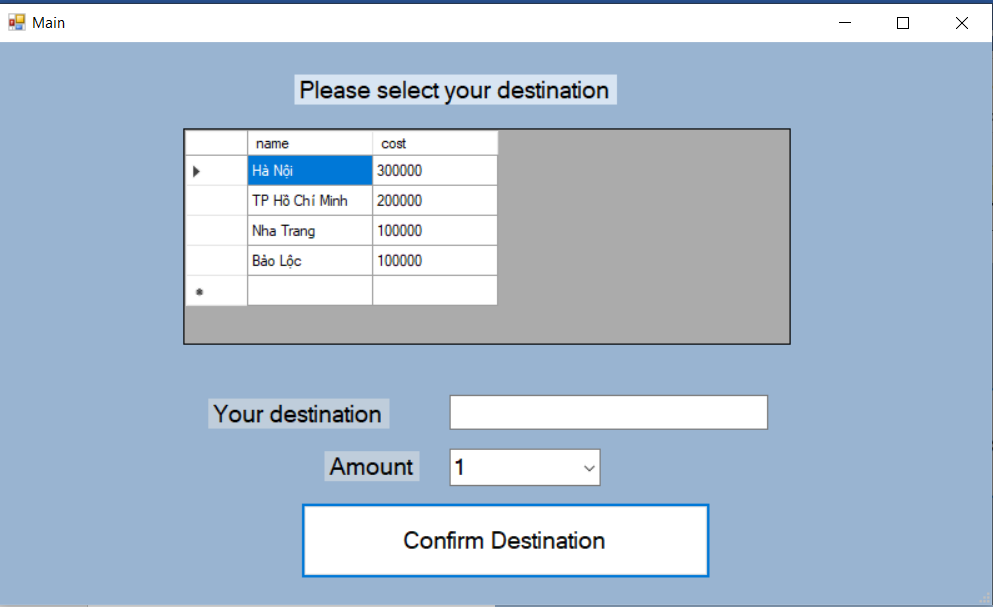 Main
Please select your destination
name cost
Hà Nội 300000
TP Hồ Chí Minh 200000
Nha Trang 100000
Bảo Lộc 100000
Your destination
Amount 1
Confirm Destination